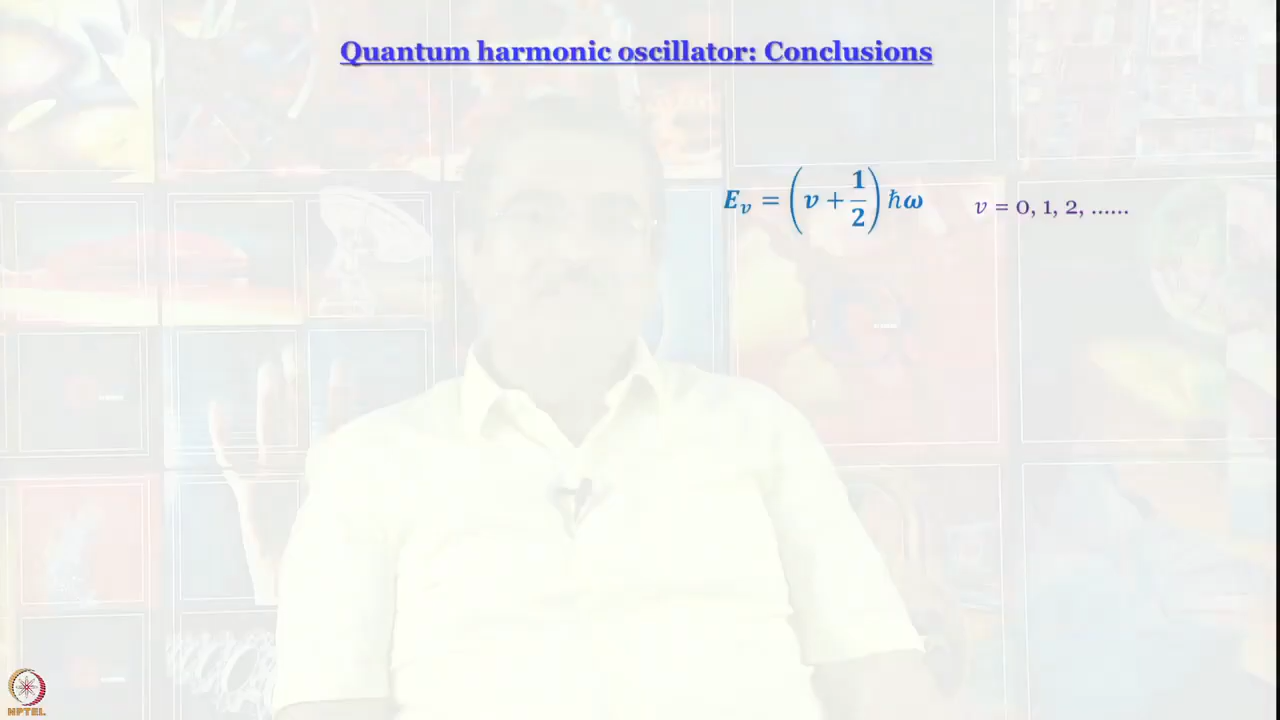 Quantum harmonic oscillator: Conclusions
E_v = (v + 1/2) ħω
v = 0, 1, 2, ......
NPTEL